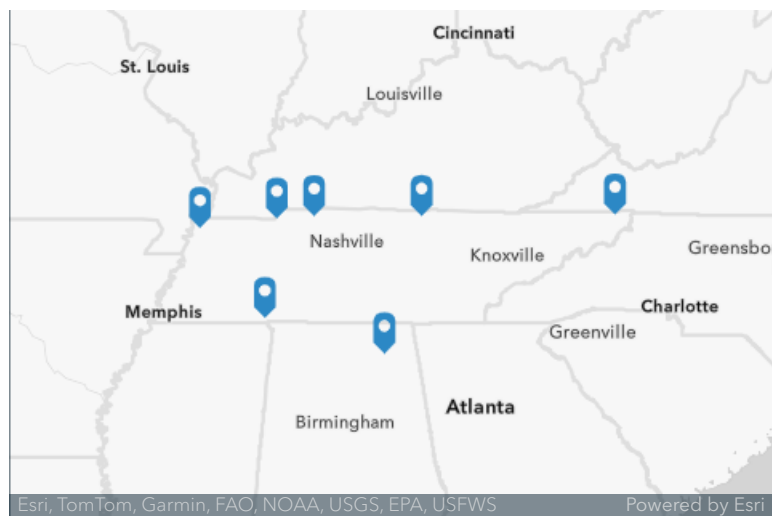 Cincinnati
St. Louis
Louisville
Nashville
Knoxville
Greensbo
Memphis
Charlotte
Greenville
Atlanta
Birmingham
Esri, TomTom, Garmin, FAO, NOAA, USGS, EPA, USFWS
Powered by Esri